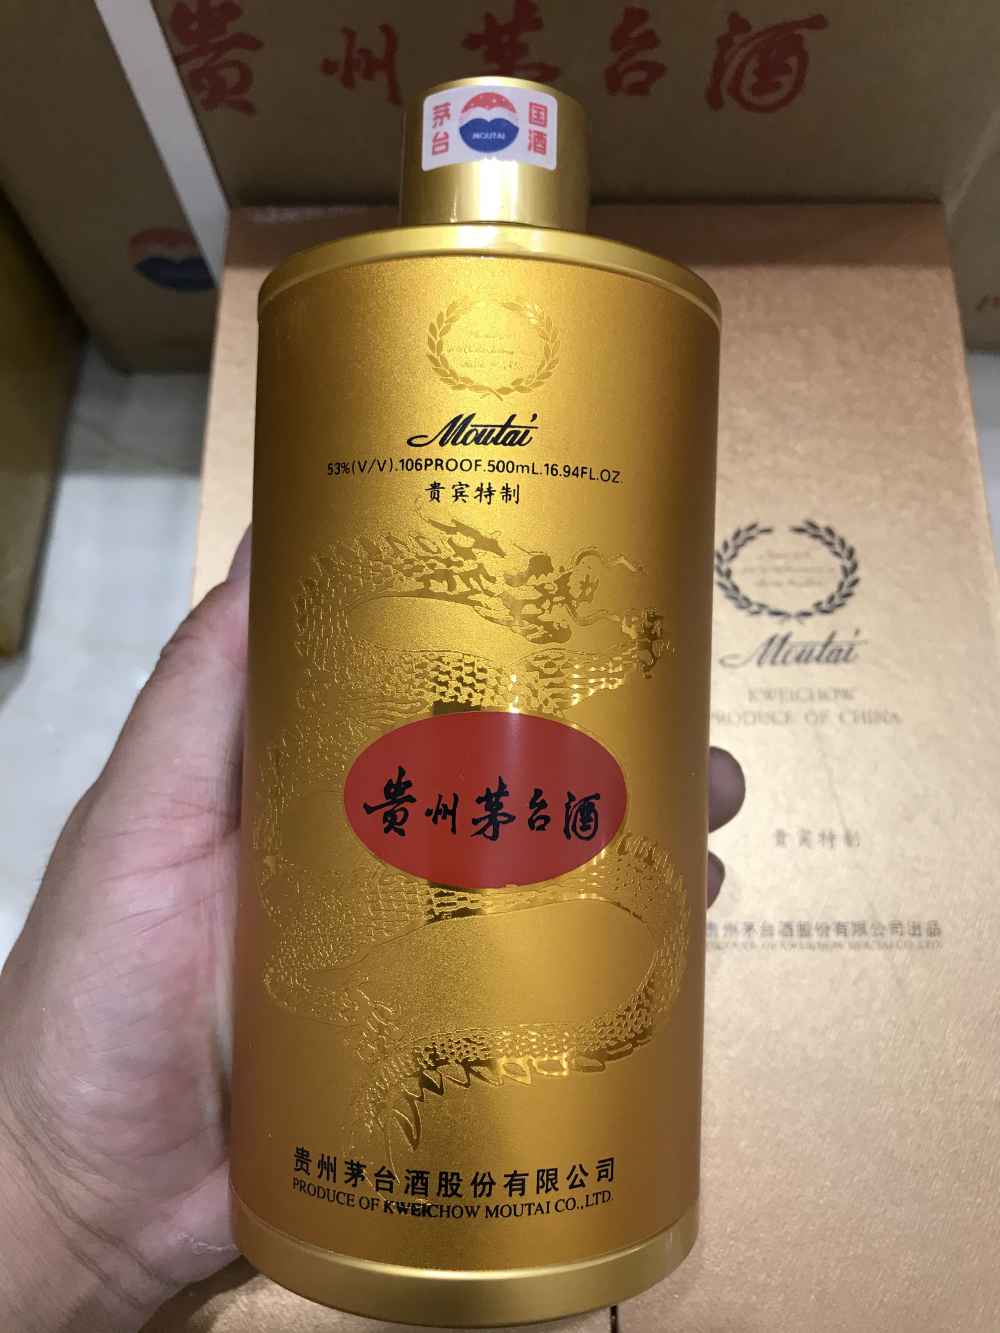 贵州茅台酒
茅台
MOUTAI
国酒
Moutai
53%(V/V).106PROOF.500mL.16.94FL.OZ.
贵宾特制
贵州茅台酒
贵州茅台酒股份有限公司
PRODUCE OF KWEICHOW MOUTAI CO.,LTD.
Moutai
KWEICHOW
PRODUCE OF CHINA
贵宾特制
贵州茅台酒股份有限公司出品